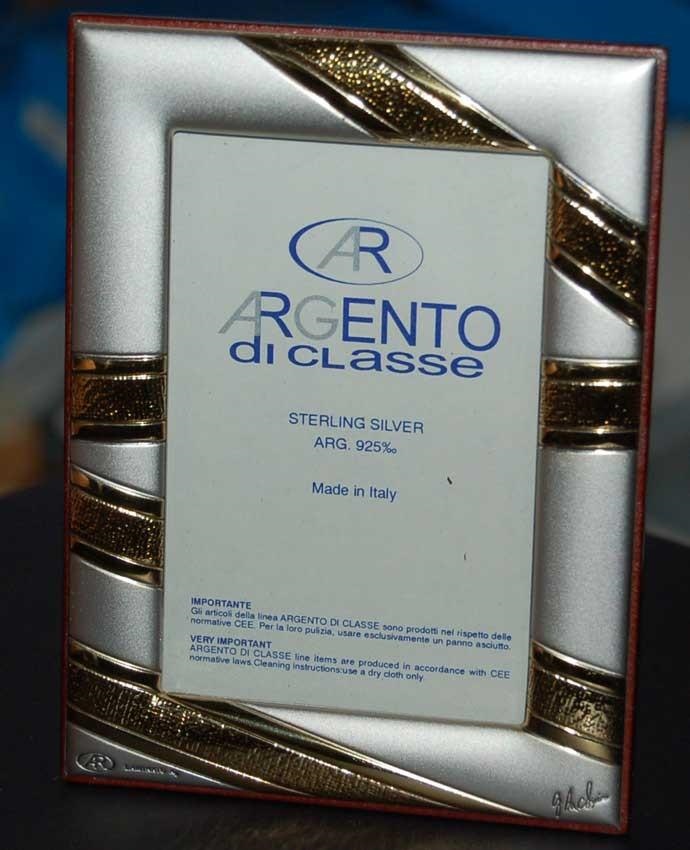 AR
ARGENTO
di classe
STERLING SILVER
ARG. 925‰
Made in Italy
IMPORTANTE
Gli articoli della linea ARGENTO DI CLASSE sono prodotti nel rispetto delle
normative CEE. Per la loro pulizia, usare esclusivamente un panno asciutto.
VERY IMPORTANT
ARGENTO DI CLASSE line items are produced in accordance with CEE
normative laws.Cleaning instructions:use a dry cloth only.
AR